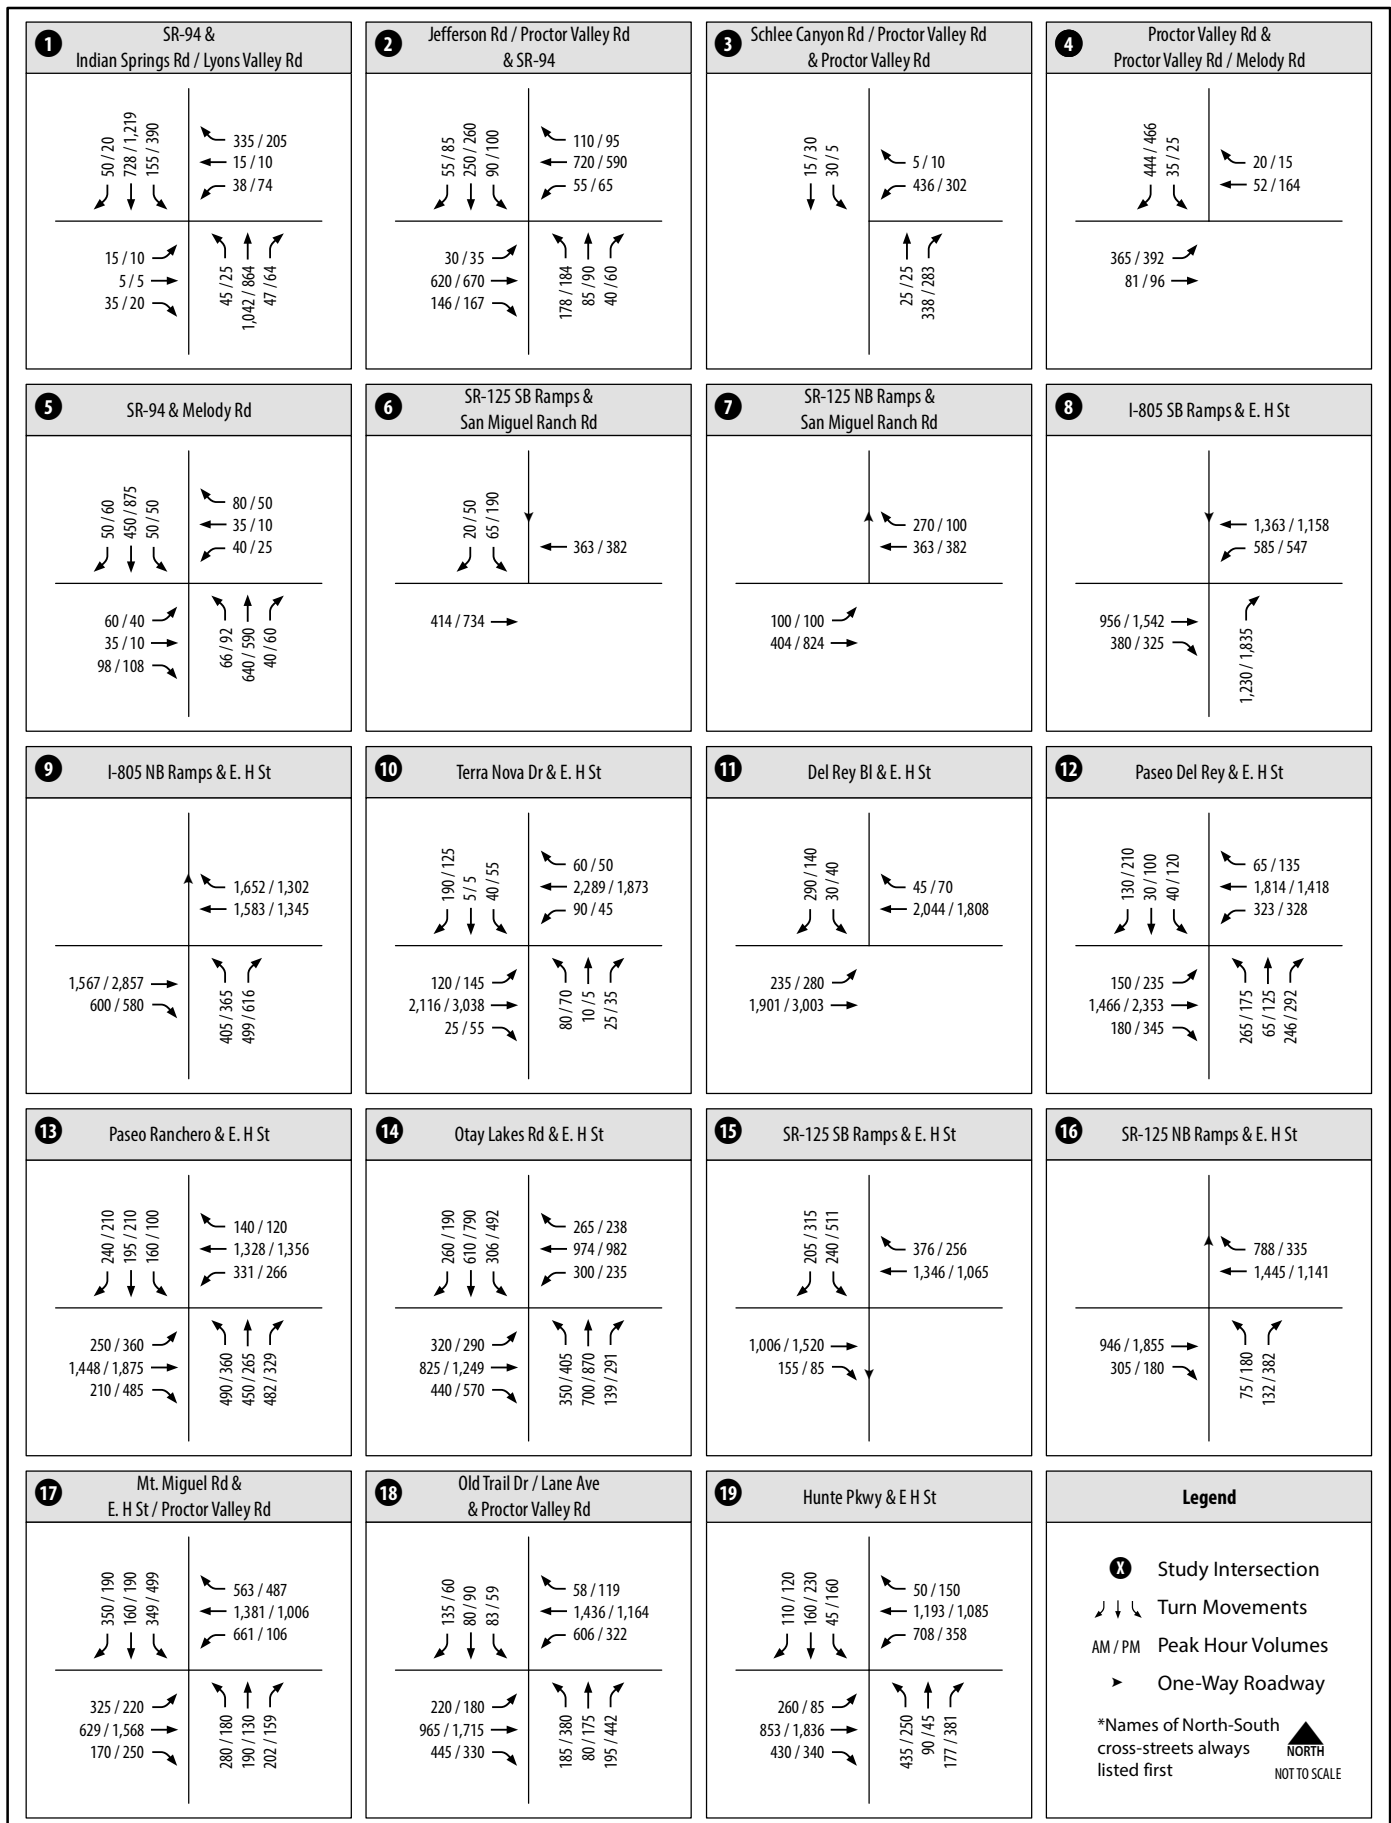 1
SR-94 &
Indian Springs Rd / Lyons Valley Rd
50 / 20
728 / 1,219
155 / 390
335 / 205
15 / 10
38 / 74
15 / 10
5 / 5
35 / 20
45 / 25
1,042 / 864
47 / 64
2
Jefferson Rd / Proctor Valley Rd
& SR-94
55 / 85
250 / 260
90 / 100
110 / 95
720 / 590
55 / 65
30 / 35
620 / 670
146 / 167
178 / 184
85 / 90
40 / 60
3
Schlee Canyon Rd / Proctor Valley Rd
& Proctor Valley Rd
15 / 30
30 / 5
5 / 10
436 / 302
25 / 25
338 / 283
4
Proctor Valley Rd &
Proctor Valley Rd / Melody Rd
444 / 466
35 / 25
20 / 15
52 / 164
365 / 392
81 / 96
5
SR-94 & Melody Rd
50 / 60
450 / 875
50 / 50
80 / 50
35 / 10
40 / 25
60 / 40
35 / 10
98 / 108
66 / 92
640 / 590
40 / 60
6
SR-125 SB Ramps &
San Miguel Ranch Rd
20 / 50
65 / 190
363 / 382
414 / 734
7
SR-125 NB Ramps &
San Miguel Ranch Rd
270 / 100
363 / 382
100 / 100
404 / 824
8
I-805 SB Ramps & E. H St
1,363 / 1,158
585 / 547
956 / 1,542
380 / 325
1,230 / 1,835
9
I-805 NB Ramps & E. H St
1,652 / 1,302
1,583 / 1,345
1,567 / 2,857
600 / 580
405 / 365
499 / 616
10
Terra Nova Dr & E. H St
190 / 125
5 / 5
40 / 55
60 / 50
2,289 / 1,873
90 / 45
120 / 145
2,116 / 3,038
25 / 55
80 / 70
10 / 5
25 / 35
11
Del Rey Bl & E. H St
290 / 140
30 / 40
45 / 70
2,044 / 1,808
235 / 280
1,901 / 3,003
12
Paseo Del Rey & E. H St
130 / 210
30 / 100
40 / 120
65 / 135
1,814 / 1,418
323 / 328
150 / 235
1,466 / 2,353
180 / 345
265 / 175
65 / 125
246 / 292
13
Paseo Ranchero & E. H St
240 / 210
195 / 210
160 / 100
140 / 120
1,328 / 1,356
331 / 266
250 / 360
1,448 / 1,875
210 / 485
490 / 360
450 / 265
482 / 329
14
Otay Lakes Rd & E. H St
260 / 190
610 / 790
306 / 492
265 / 238
974 / 982
300 / 235
320 / 290
825 / 1,249
440 / 570
350 / 405
700 / 870
139 / 291
15
SR-125 SB Ramps & E. H St
205 / 315
240 / 511
376 / 256
1,346 / 1,065
1,006 / 1,520
155 / 85
16
SR-125 NB Ramps & E. H St
788 / 335
1,445 / 1,141
946 / 1,855
305 / 180
75 / 180
132 / 382
17
Mt. Miguel Rd &
E. H St / Proctor Valley Rd
350 / 190
160 / 190
349 / 499
563 / 487
1,381 / 1,006
661 / 106
325 / 220
629 / 1,568
170 / 250
280 / 180
190 / 130
202 / 159
18
Old Trail Dr / Lane Ave
& Proctor Valley Rd
135 / 60
80 / 90
83 / 59
58 / 119
1,436 / 1,164
606 / 322
220 / 180
965 / 1,715
445 / 330
185 / 380
80 / 175
195 / 442
19
Hunte Pkwy & E H St
110 / 120
160 / 230
45 / 160
50 / 150
1,193 / 1,085
708 / 358
260 / 85
853 / 1,836
430 / 340
435 / 250
90 / 45
177 / 381
Legend
X Study Intersection
Turn Movements
AM / PM Peak Hour Volumes
One-Way Roadway
*Names of North-South
cross-streets always
listed first
NORTH
NOT TO SCALE